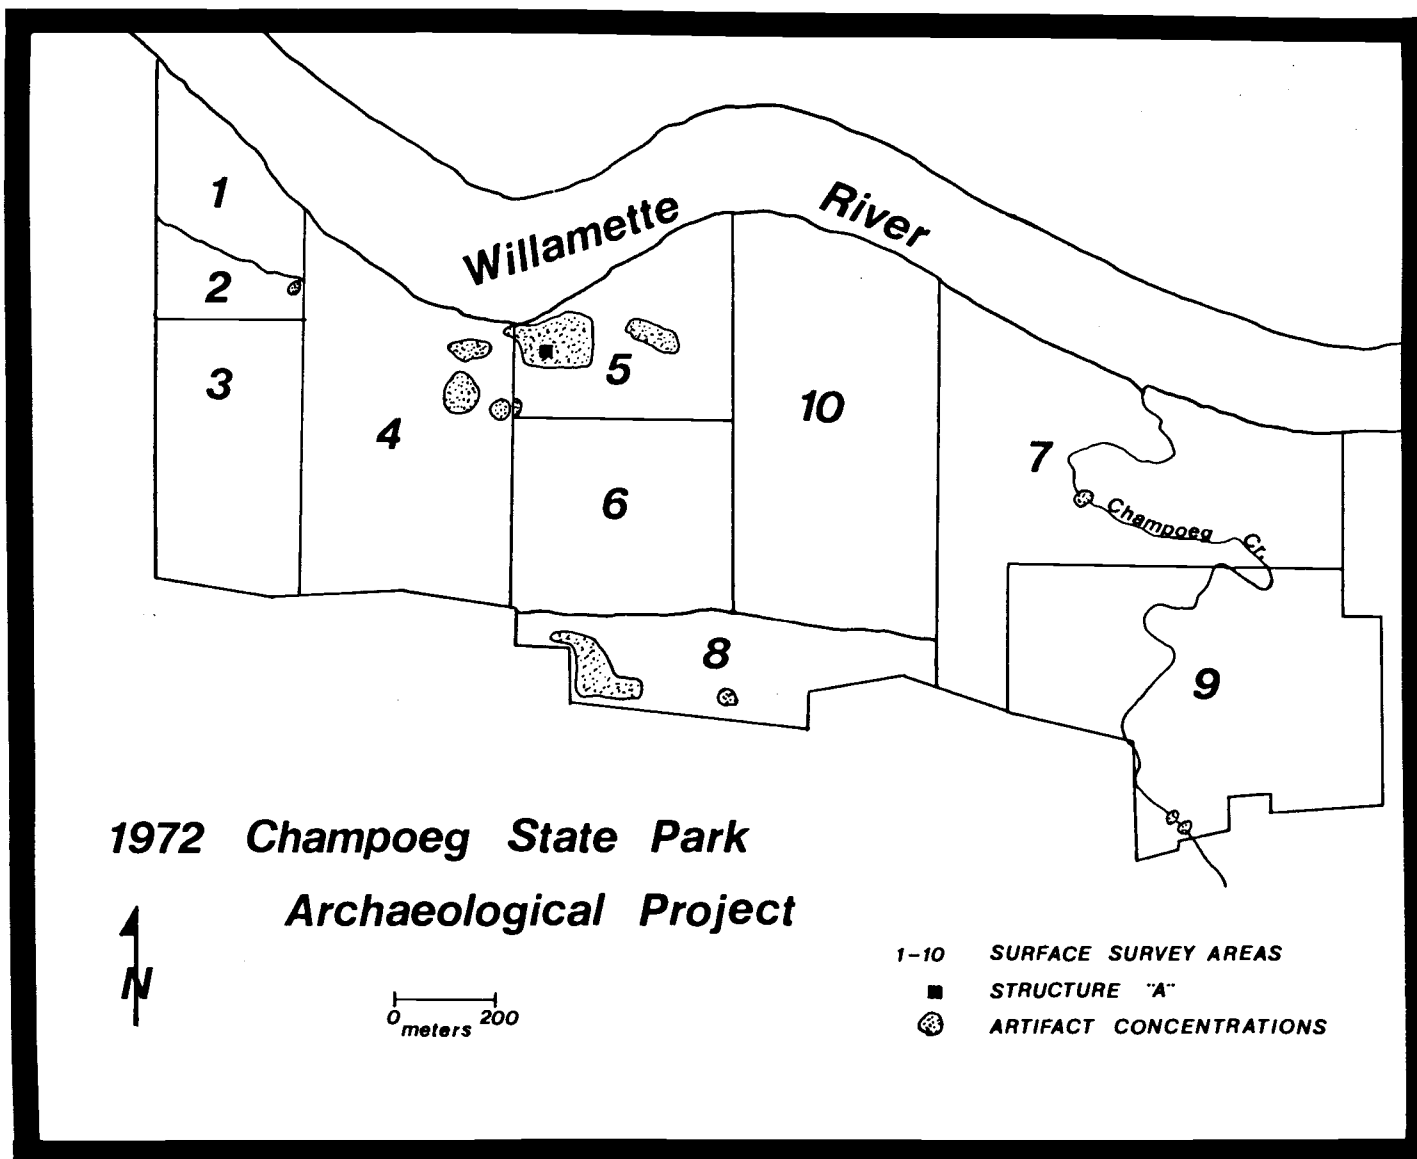 Willamette River
1
2
3
4
5
6
10
7
Champoeg Cr.
8
9
1972 Champoeg State Park
Archaeological Project
N
0 200
meters
1-10 SURFACE SURVEY AREAS
STRUCTURE "A"
ARTIFACT CONCENTRATIONS